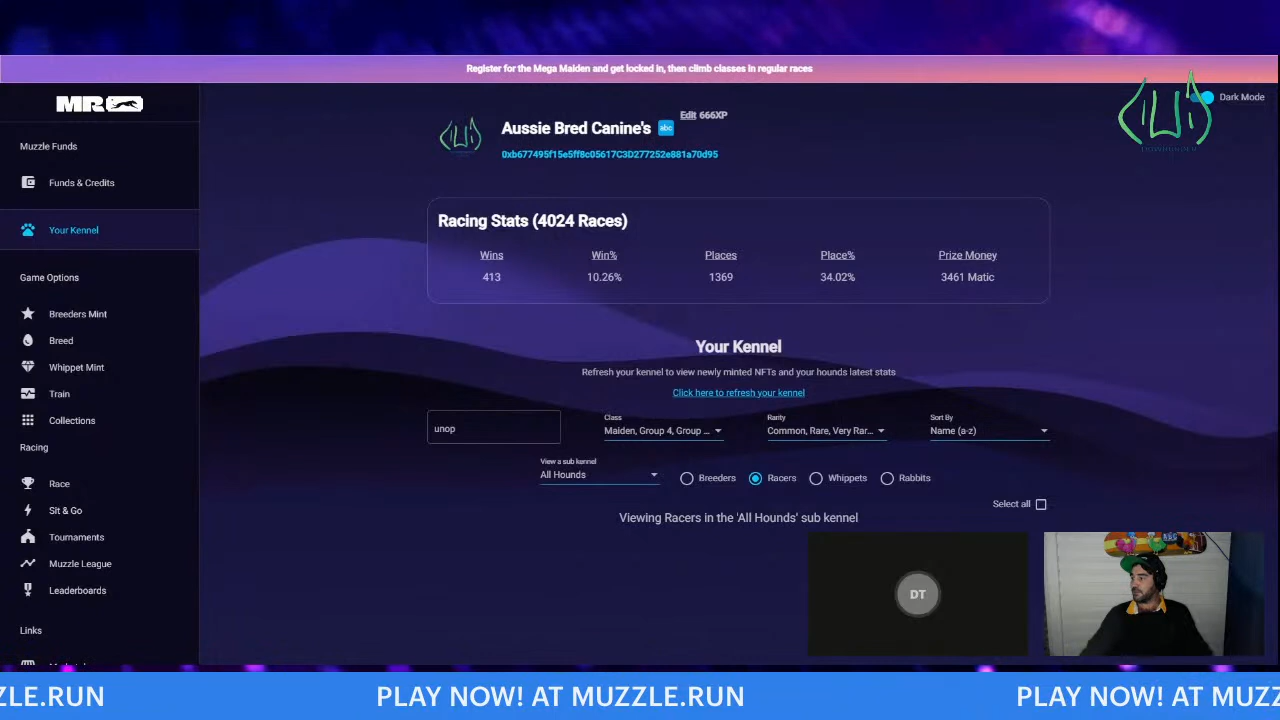 Register for the Mega Maiden and get locked in, then climb classes in regular races
MR
Dark Mode
Muzzle Funds
Funds & Credits
Your Kennel
Game Options
Breeders Mint
Breed
Whippet Mint
Train
Collections
Racing
Race
Sit & Go
Tournaments
Muzzle League
Leaderboards
Links
Edit 666XP
Aussie Bred Canine's abc
0xb677495f15e5ff8c05617C3D277252e881a70d95
DOWNUNDER
Racing Stats (4024 Races)
Wins Win% Places Place% Prize Money
413 10.26% 1369 34.02% 3461 Matic
Your Kennel
Refresh your kennel to view newly minted NFTs and your hounds latest stats
Click here to refresh your kennel
unop
Class
Maiden, Group 4, Group ...
Rarity
Common, Rare, Very Rar...
Sort By
Name (a-z)
View a sub kennel
All Hounds
Breeders Racers Whippets Rabbits
Select all
Viewing Racers in the 'All Hounds' sub kennel
DT
ZLE.RUN PLAY NOW! AT MUZZLE.RUN PLAY NOW! AT MUZZ